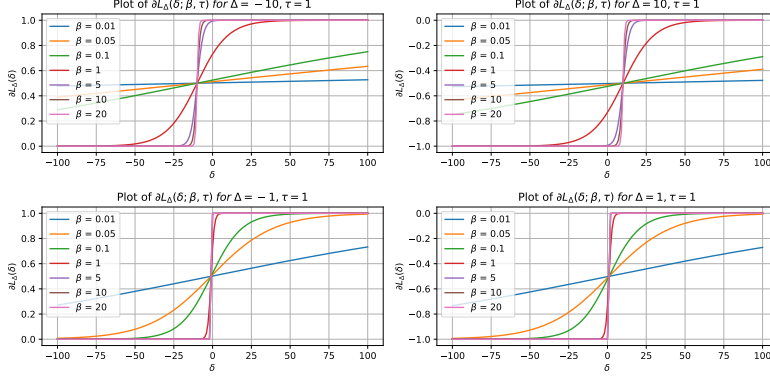 Plot of ∂L_Δ(δ; β, τ) for Δ = −10, τ = 1
∂L_Δ(δ)
1.0
0.8
0.6
0.4
0.2
0.0
β = 0.01
β = 0.05
β = 0.1
β = 1
β = 5
β = 10
β = 20
−100 −75 −50 −25 0 25 50 75 100
δ
Plot of ∂L_Δ(δ; β, τ) for Δ = 10, τ = 1
∂L_Δ(δ)
−0.0
−0.2
−0.4
−0.6
−0.8
−1.0
β = 0.01
β = 0.05
β = 0.1
β = 1
β = 5
β = 10
β = 20
−100 −75 −50 −25 0 25 50 75 100
δ
Plot of ∂L_Δ(δ; β, τ) for Δ = −1, τ = 1
∂L_Δ(δ)
1.0
0.8
0.6
0.4
0.2
0.0
β = 0.01
β = 0.05
β = 0.1
β = 1
β = 5
β = 10
β = 20
−100 −75 −50 −25 0 25 50 75 100
δ
Plot of ∂L_Δ(δ; β, τ) for Δ = 1, τ = 1
∂L_Δ(δ)
−0.0
−0.2
−0.4
−0.6
−0.8
−1.0
β = 0.01
β = 0.05
β = 0.1
β = 1
β = 5
β = 10
β = 20
−100 −75 −50 −25 0 25 50 75 100
δ